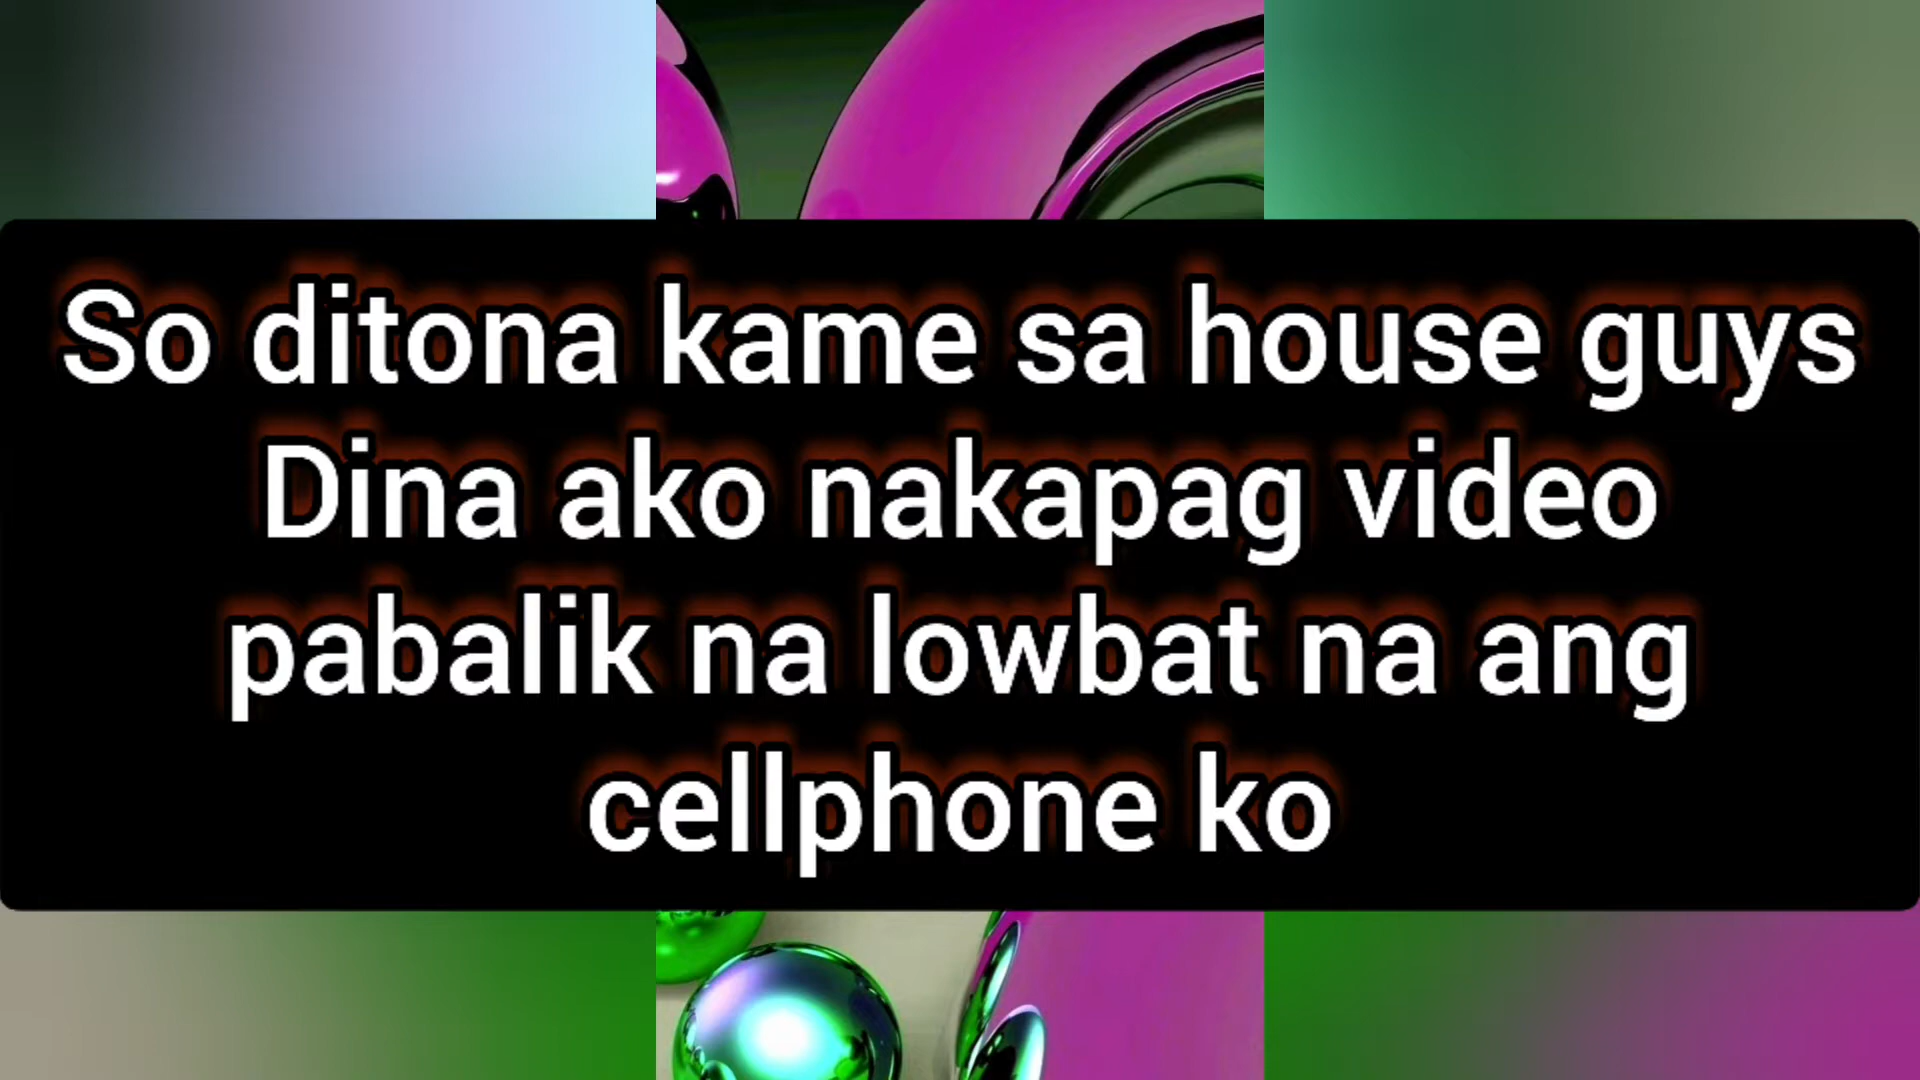 So ditona kame sa house guys
Dina ako nakapag video
pabalik na lowbat na ang
cellphone ko